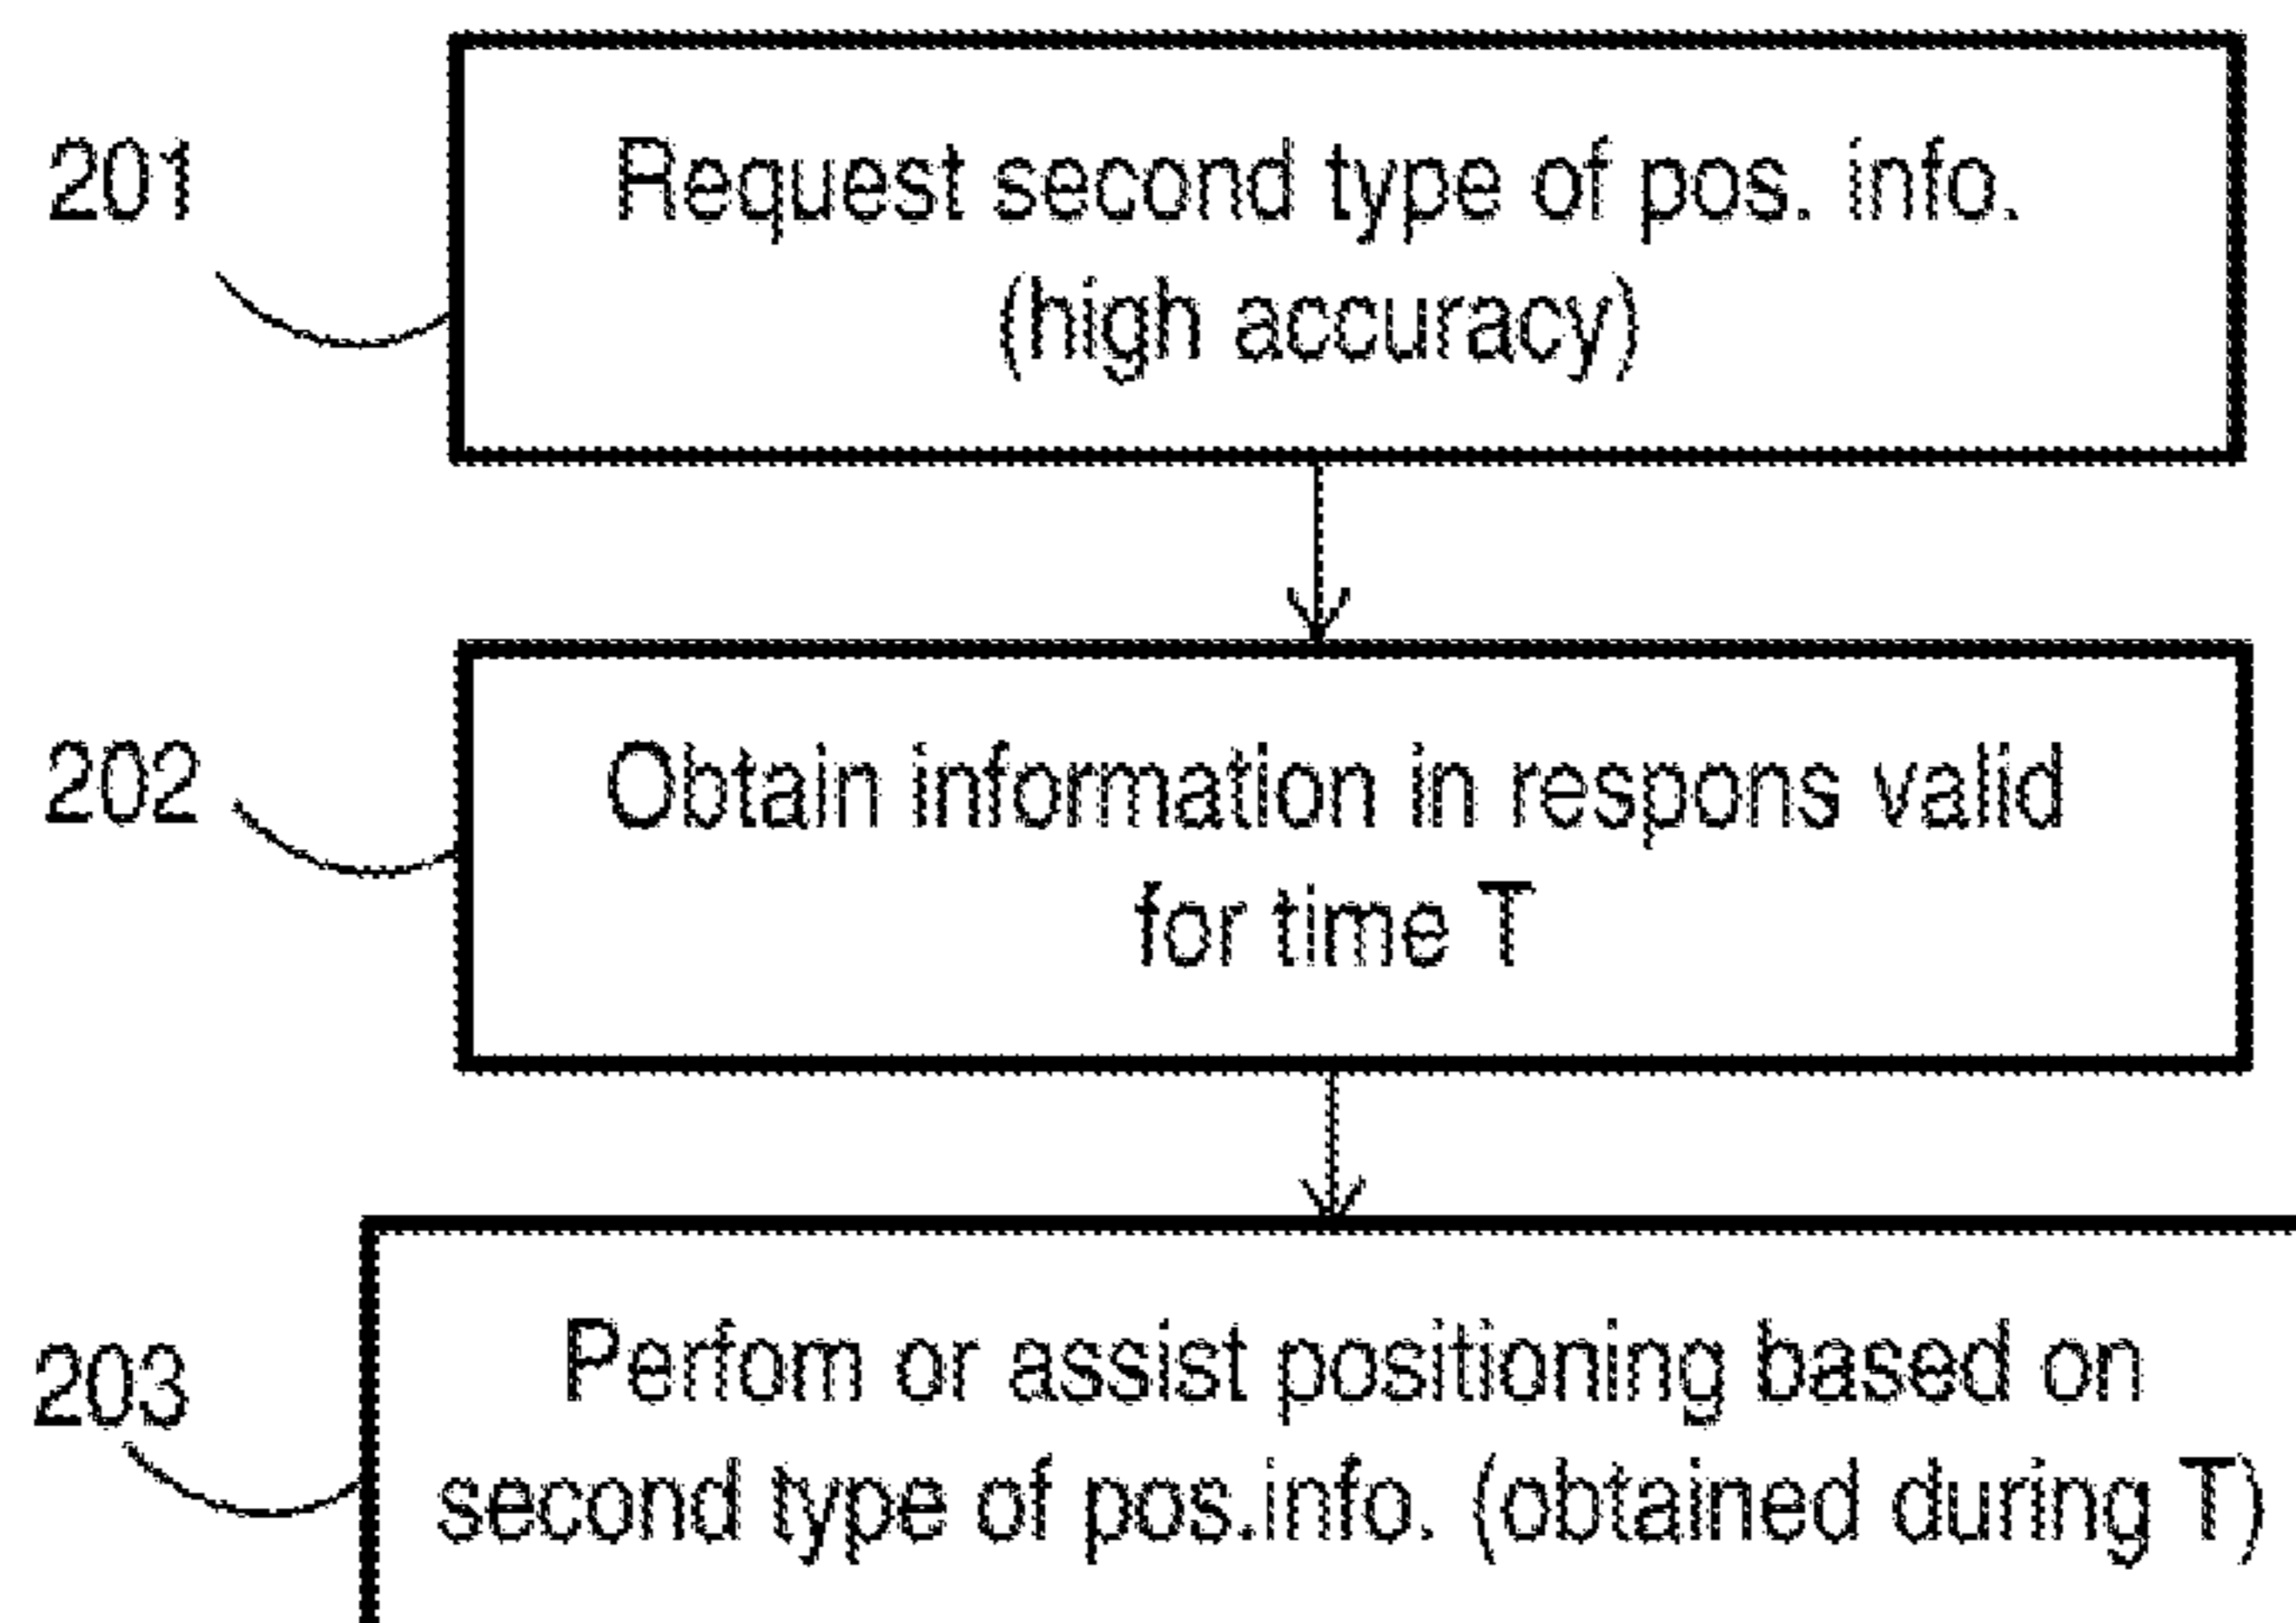 201
Request second type of pos. info.
(high accuracy)
202
Obtain information in respons valid
for time T
203
Perfom or assist positioning based on
second type of pos.info. (obtained during T)